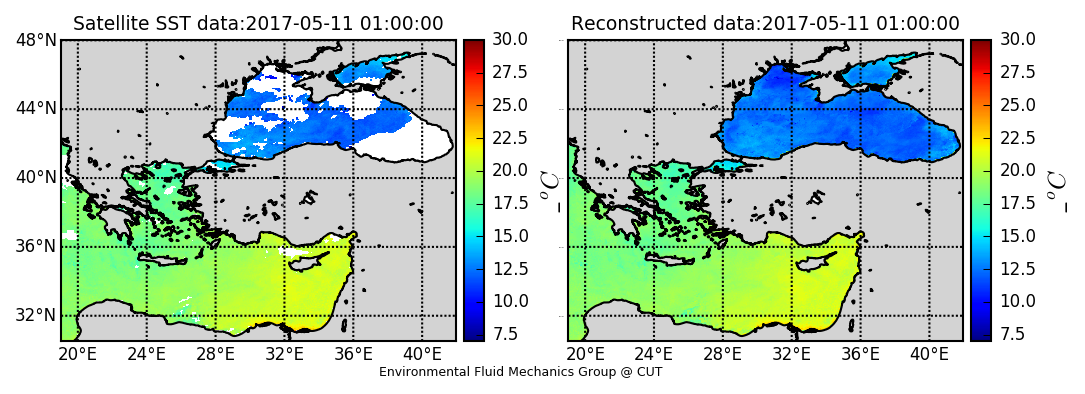 Satellite SST data:2017-05-11 01:00:00
48°N
44°N
40°N
36°N
32°N
20°E 24°E 28°E 32°E 36°E 40°E
30.0
27.5
25.0
22.5
20.0
17.5
15.0
12.5
10.0
7.5
°C
Reconstructed data:2017-05-11 01:00:00
20°E 24°E 28°E 32°E 36°E 40°E
30.0
27.5
25.0
22.5
20.0
17.5
15.0
12.5
10.0
7.5
°C
Environmental Fluid Mechanics Group @ CUT